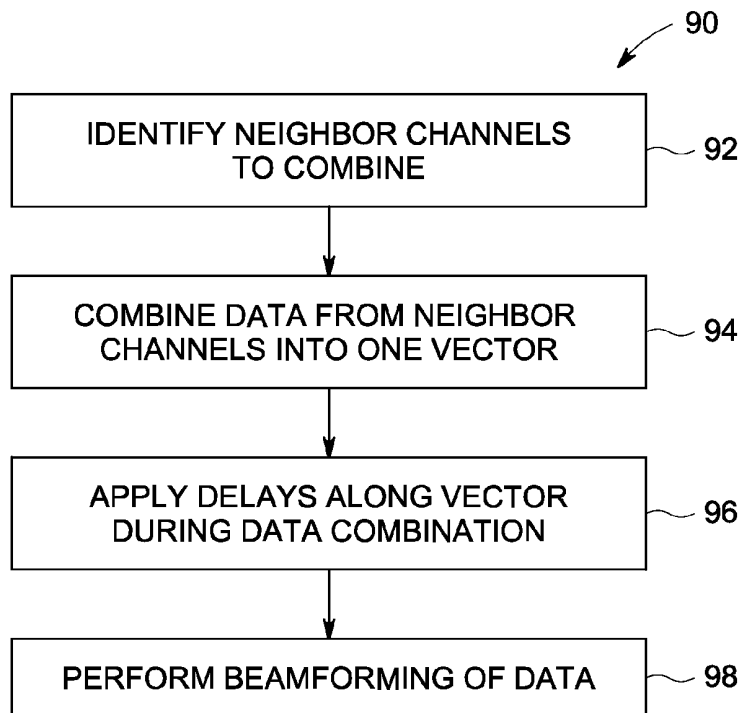 90
IDENTIFY NEIGHBOR CHANNELS
TO COMBINE
92
COMBINE DATA FROM NEIGHBOR
CHANNELS INTO ONE VECTOR
94
APPLY DELAYS ALONG VECTOR
DURING DATA COMBINATION
96
PERFORM BEAMFORMING OF DATA
98